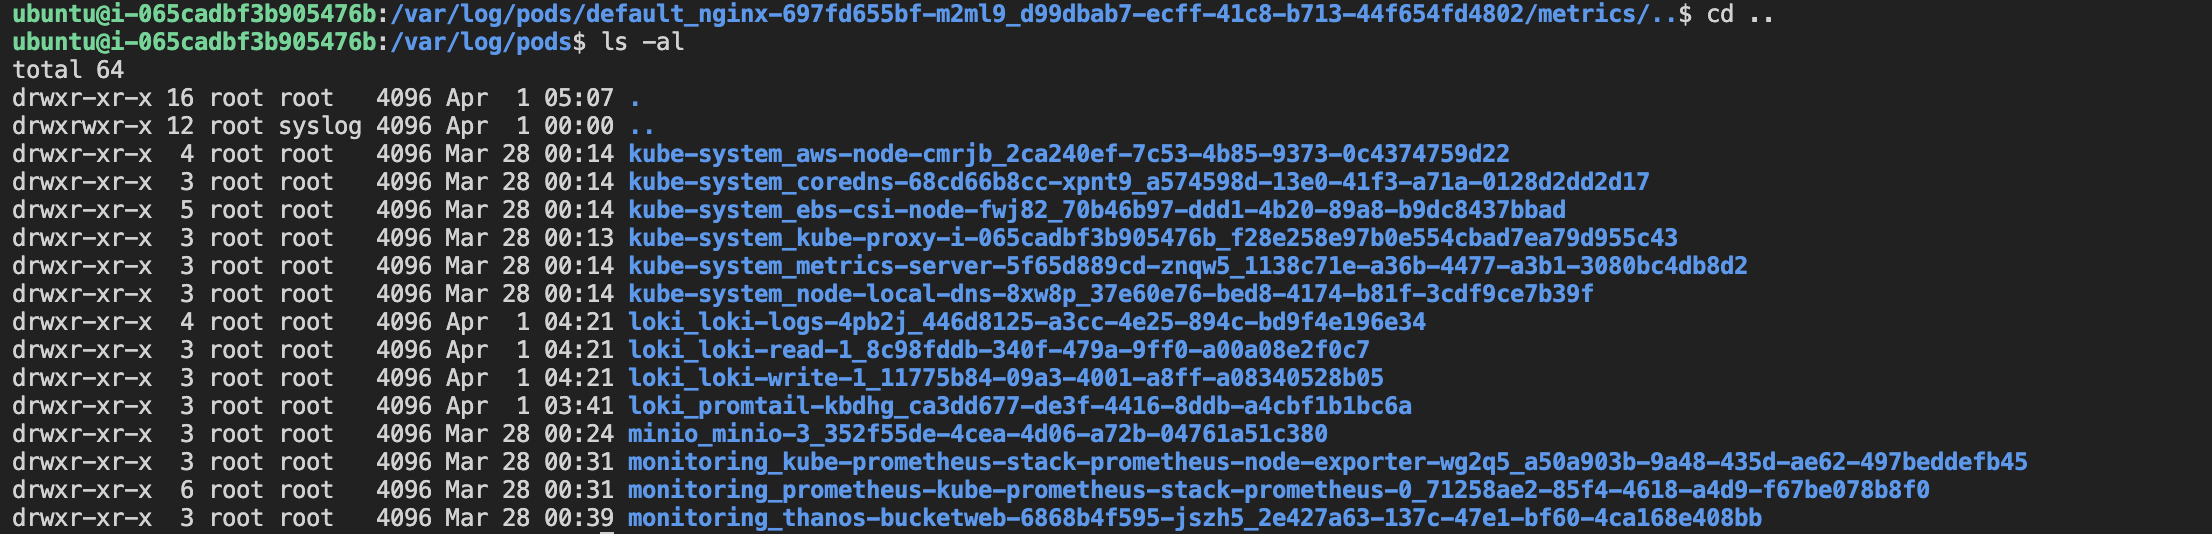 ubuntu@i-065cadbf3b905476b:/var/log/pods/default_nginx-697fd655bf-m2ml9_d99dbab7-ecff-41c8-b713-44f654fd4802/metrics/..$ cd ..
ubuntu@i-065cadbf3b905476b:/var/log/pods$ ls -al
total 64
drwxr-xr-x 16 root root   4096 Apr  1 05:07 .
drwxrwxr-x 12 root syslog 4096 Apr  1 00:00 ..
drwxr-xr-x  4 root root   4096 Mar 28 00:14 kube-system_aws-node-cmrjb_2ca240ef-7c53-4b85-9373-0c4374759d22
drwxr-xr-x  3 root root   4096 Mar 28 00:14 kube-system_coredns-68cd66b8cc-xpnt9_a574598d-13e0-41f3-a71a-0128d2dd2d17
drwxr-xr-x  5 root root   4096 Mar 28 00:14 kube-system_ebs-csi-node-fwj82_70b46b97-ddd1-4b20-89a8-b9dc8437bbad
drwxr-xr-x  3 root root   4096 Mar 28 00:13 kube-system_kube-proxy-i-065cadbf3b905476b_f28e258e97b0e554cbad7ea79d955c43
drwxr-xr-x  3 root root   4096 Mar 28 00:14 kube-system_metrics-server-5f65d889cd-znqw5_1138c71e-a36b-4477-a3b1-3080bc4db8d2
drwxr-xr-x  3 root root   4096 Mar 28 00:14 kube-system_node-local-dns-8xw8p_37e60e76-bed8-4174-b81f-3cdf9ce7b39f
drwxr-xr-x  4 root root   4096 Apr  1 04:21 loki_loki-logs-4pb2j_446d8125-a3cc-4e25-894c-bd9f4e196e34
drwxr-xr-x  3 root root   4096 Apr  1 04:21 loki_loki-read-1_8c98fddb-340f-479a-9ff0-a00a08e2f0c7
drwxr-xr-x  3 root root   4096 Apr  1 04:21 loki_loki-write-1_11775b84-09a3-4001-a8ff-a08340528b05
drwxr-xr-x  3 root root   4096 Apr  1 03:41 loki_promtail-kbdhg_ca3dd677-de3f-4416-8ddb-a4cbf1b1bc6a
drwxr-xr-x  3 root root   4096 Mar 28 00:24 minio_minio-3_352f55de-4cea-4d06-a72b-04761a51c380
drwxr-xr-x  3 root root   4096 Mar 28 00:31 monitoring_kube-prometheus-stack-prometheus-node-exporter-wg2q5_a50a903b-9a48-435d-ae62-497beddefb45
drwxr-xr-x  6 root root   4096 Mar 28 00:31 monitoring_prometheus-kube-prometheus-stack-prometheus-0_71258ae2-85f4-4618-a4d9-f67be078b8f0
drwxr-xr-x  3 root root   4096 Mar 28 00:39 monitoring_thanos-bucketweb-6868b4f595-jszh5_2e427a63-137c-47e1-bf60-4ca168e408bb